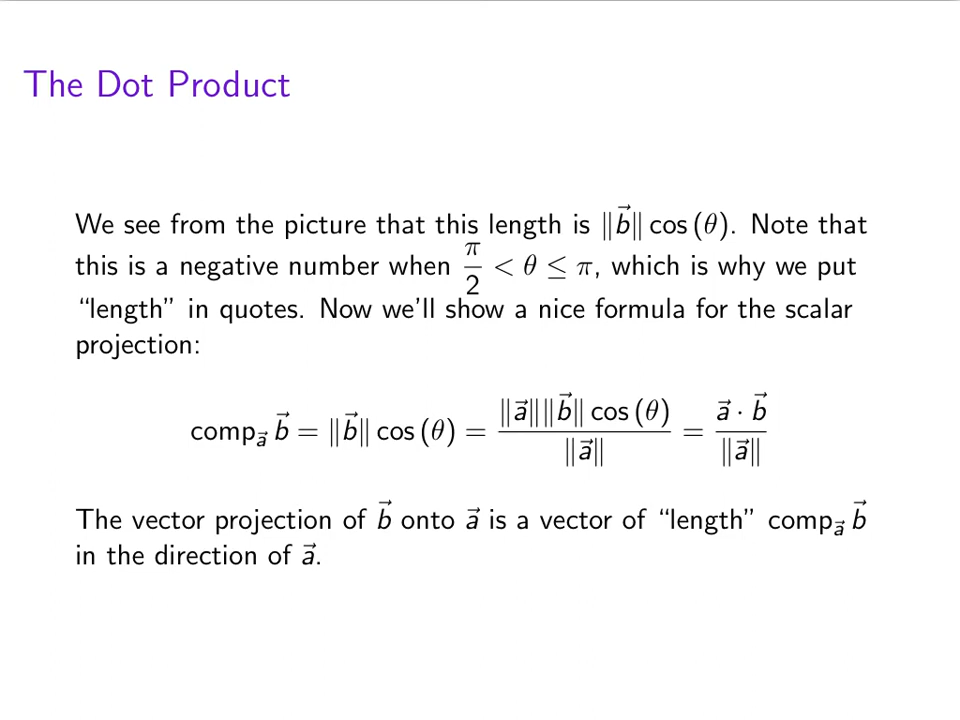 The Dot Product
We see from the picture that this length is ‖b⃗‖ cos (θ). Note that
this is a negative number when π/2 < θ ≤ π, which is why we put
“length” in quotes. Now we’ll show a nice formula for the scalar
projection:
comp_a⃗ b⃗ = ‖b⃗‖ cos (θ) = ‖a⃗‖‖b⃗‖ cos (θ) / ‖a⃗‖ = a⃗ · b⃗ / ‖a⃗‖
The vector projection of b⃗ onto a⃗ is a vector of “length” comp_a⃗ b⃗
in the direction of a⃗.